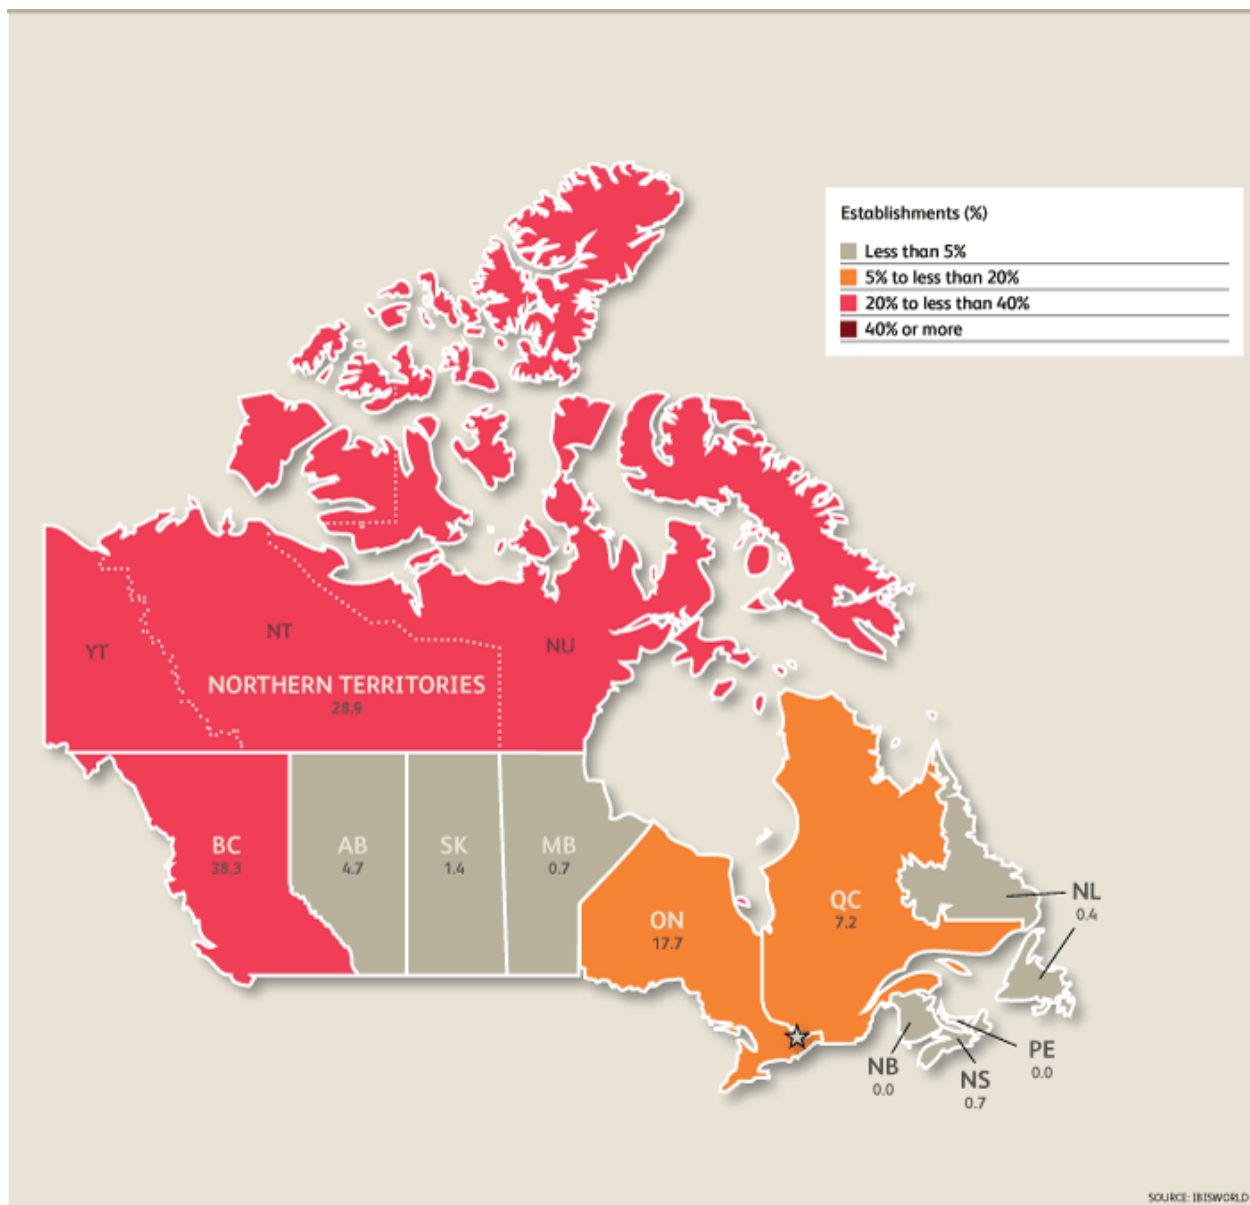 Establishments (%)
Less than 5%
5% to less than 20%
20% to less than 40%
40% or more
YT
NT
NU
NORTHERN TERRITORIES
28.9
BC
38.3
AB
4.7
SK
1.4
MB
0.7
ON
17.7
QC
7.2
NL
0.4
NB
0.0
NS
0.7
PE
0.0
SOURCE: IBISWORLD